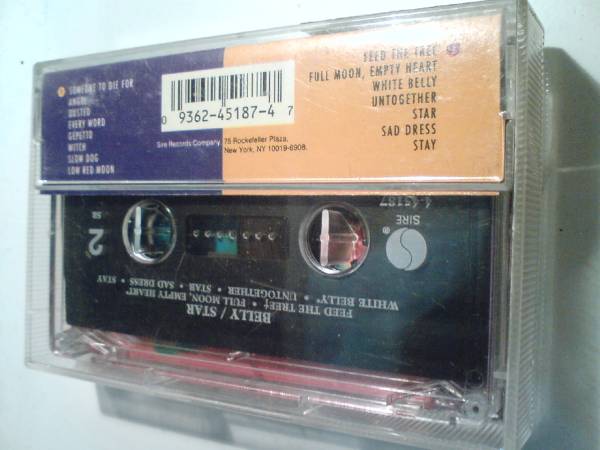 SOMEONE TO DIE FOR
ANGEL
DUSTED
EVERY WORD
GEPETTO
WITCH
SLOW DOG
LOW RED MOON
0 9362-45187-4 7
Sire Records Company, 75 Rockefeller Plaza,
New York, NY 10019-6908.
FEED THE TREE
FULL MOON, EMPTY HEART
WHITE BELLY
UNTOGETHER
STAR
SAD DRESS
STAY
2
SR
4-45187
SIRE
®
BELLY / STAR
FEED THE TREE† • FULL MOON, EMPTY HEART*
WHITE BELLY* • UNTOGETHER • STAR • SAD DRESS • STAY